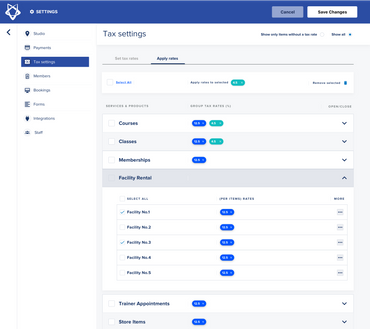 SETTINGS
Cancel
Save Changes
Studio
Payments
Tax settings
Members
Bookings
Forms
Integrations
Staff
Tax settings
Show only items without a tax rate
Show all
Set tax rates
Apply rates
Select All
Apply rates to selected
Remove selected
SERVICES & PRODUCTS
GROUP TAX RATES (%)
OPEN/CLOSE
Courses
Classes
Memberships
Facility Rental
SELECT ALL
(PER ITEMS) RATES
MORE
Facility No.1
Facility No.2
Facility No.3
Facility No.4
Facility No.5
Trainer Appointments
Store Items